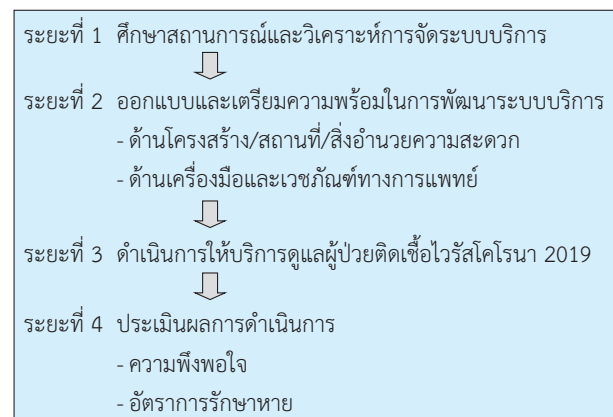 ระยะที่ 1 ศึกษาสถานการณ์และวิเคราะห์การจัดระบบบริการ
ระยะที่ 2 ออกแบบและเตรียมความพร้อมในการพัฒนาระบบบริการ
- ด้านโครงสร้าง/สถานที่/สิ่งอำนวยความสะดวก
- ด้านเครื่องมือและเวชภัณฑ์ทางการแพทย์
ระยะที่ 3 ดำเนินการให้บริการดูแลผู้ป่วยติดเชื้อไวรัสโคโรนา 2019
ระยะที่ 4 ประเมินผลการดำเนินการ
- ความพึงพอใจ
- อัตราการรักษาหาย